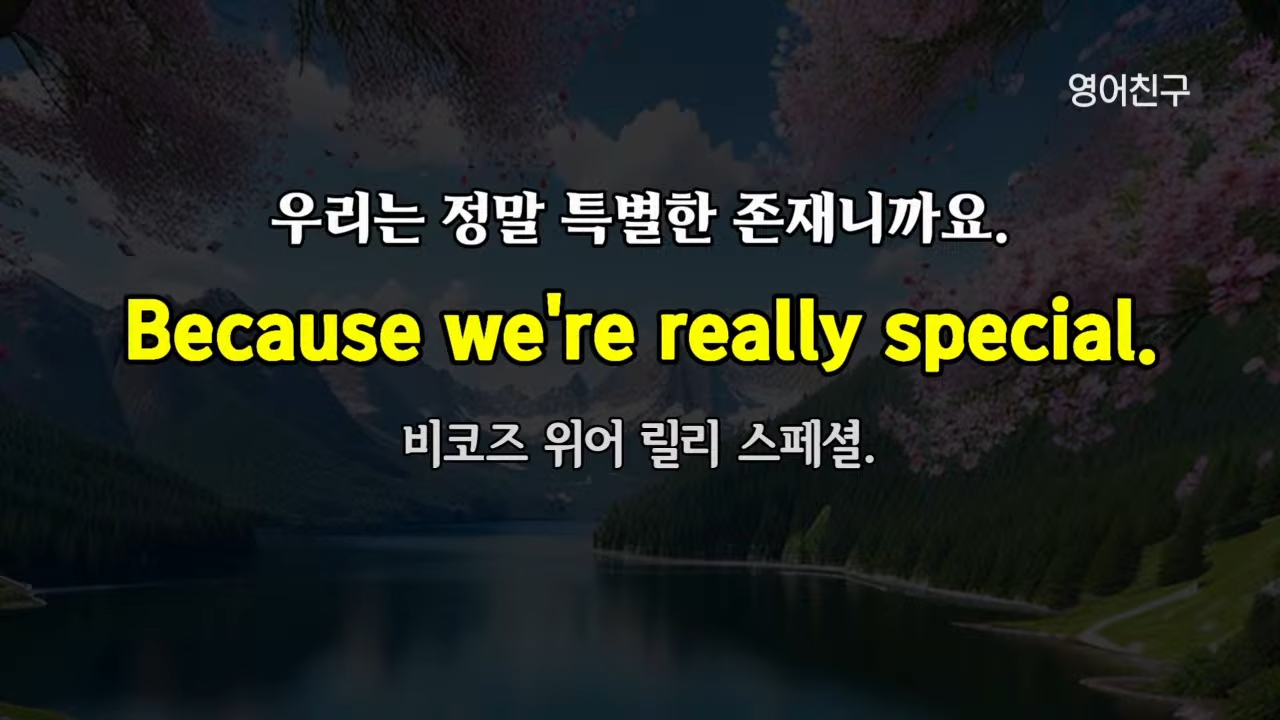 영어친구
우리는 정말 특별한 존재니까요.
Because we're really special.
비코즈 위어 릴리 스페셜.